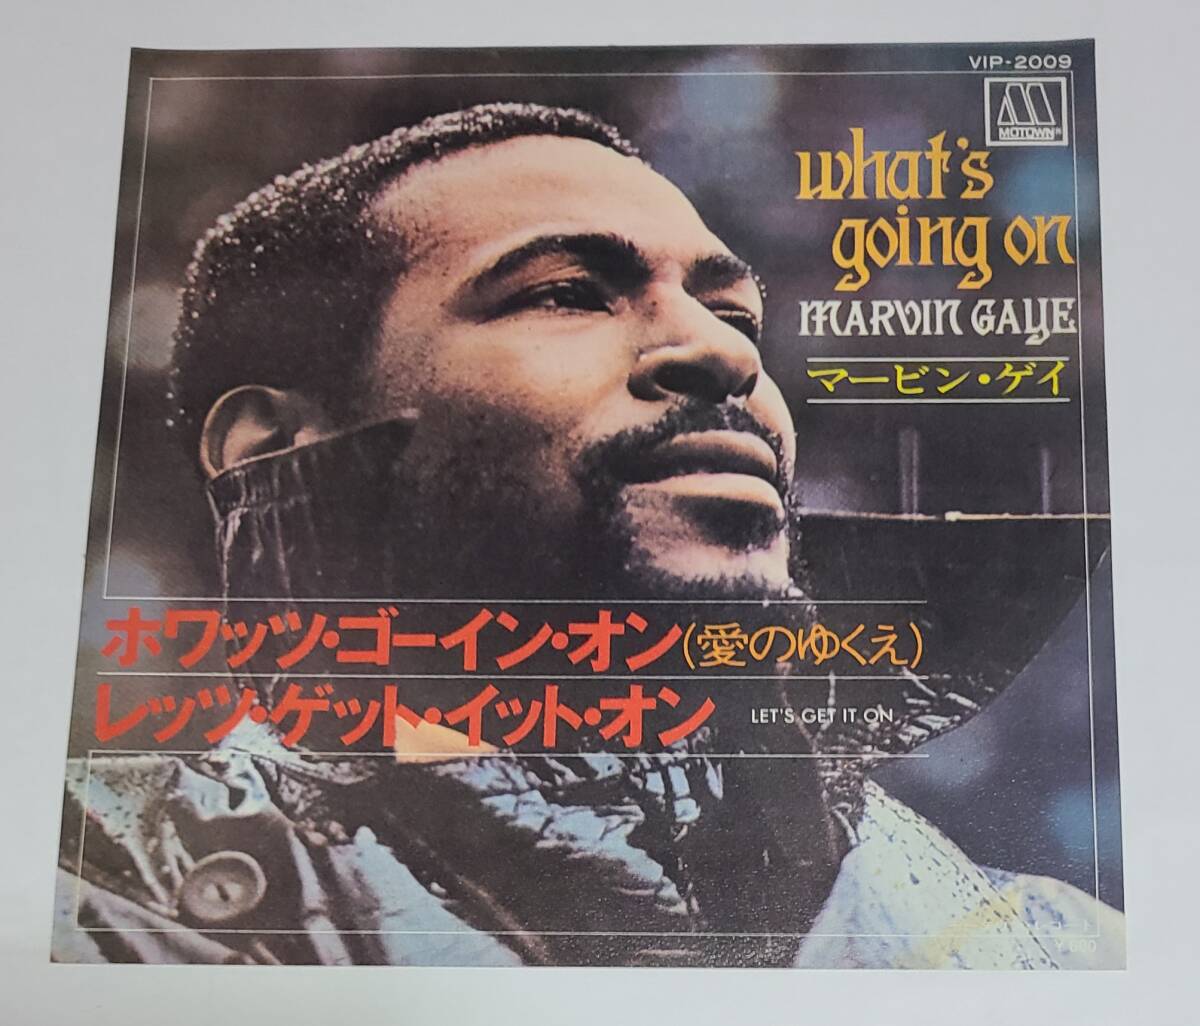 VIP-2009
MOTOWN®
what's
going on
MARVIN GAYE
マービン・ゲイ
ホワッツ・ゴーイン・オン(愛のゆくえ)
レッツ・ゲット・イット・オン LET'S GET IT ON